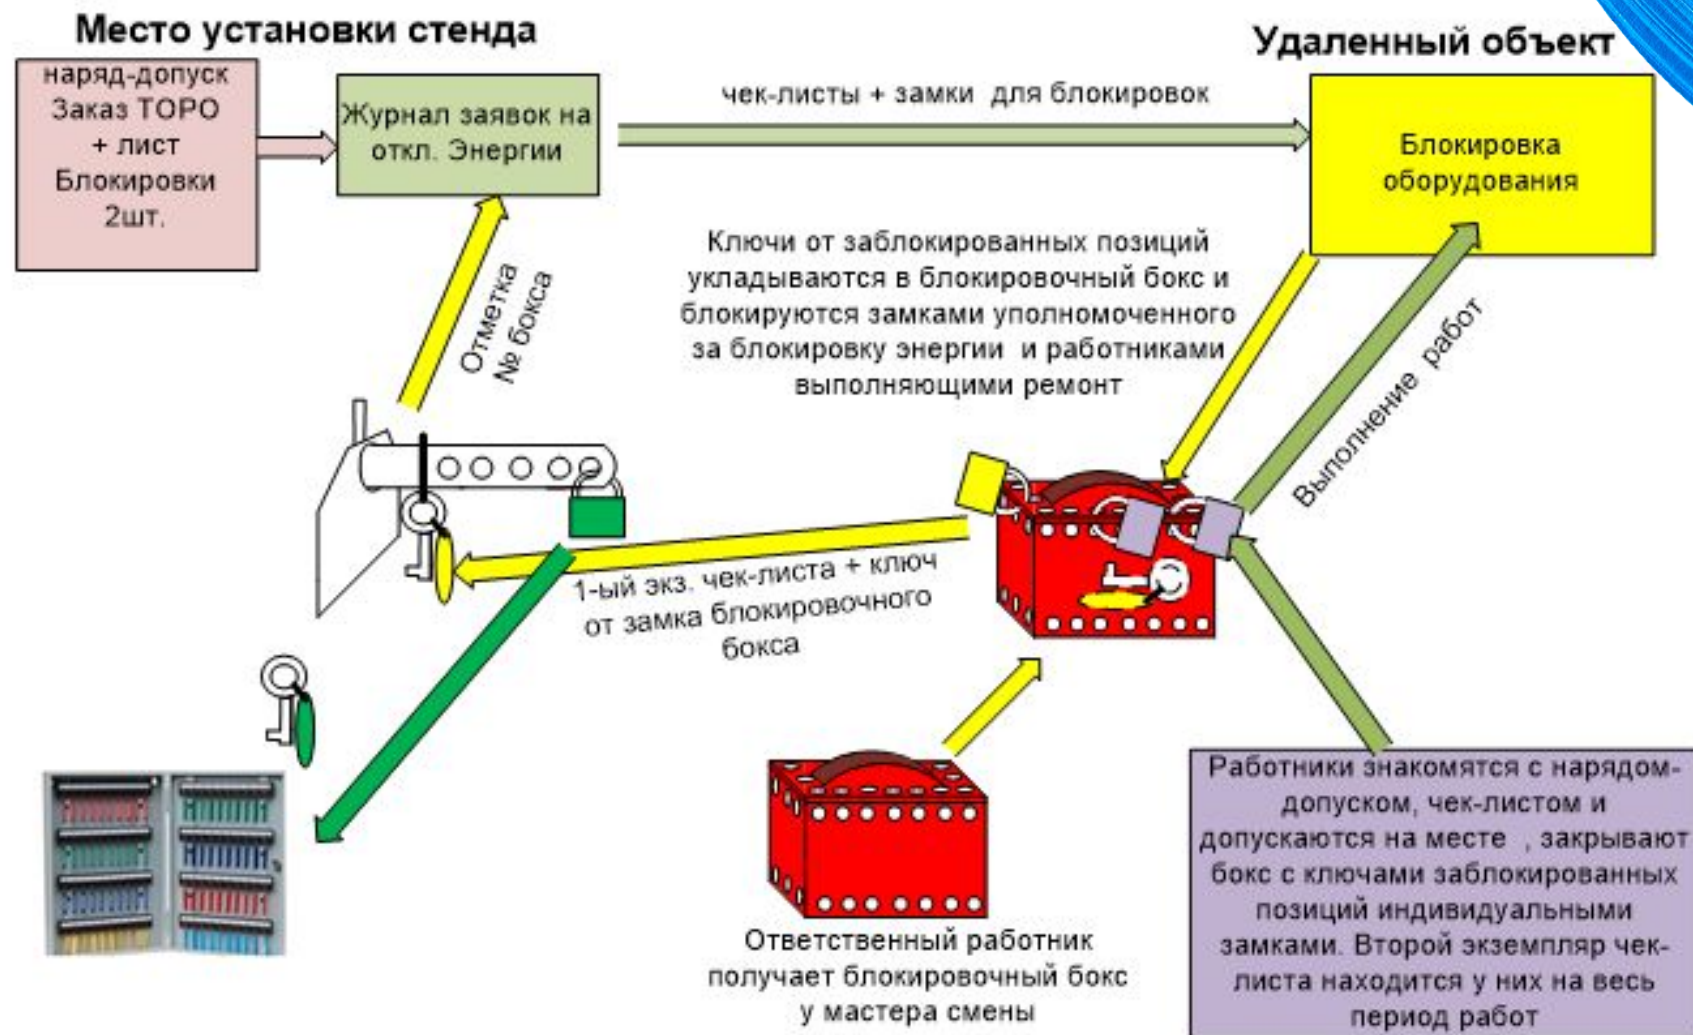 Место установки стенда
Удаленный объект
наряд-допуск
Заказ ТОРО
+ лист
Блокировки
2шт.
Журнал заявок на
откл. Энергии
чек-листы + замки для блокировок
Блокировка
оборудования
Ключи от заблокированных позиций
укладываются в блокировочный бокс и
блокируются замками уполномоченного
за блокировку энергии и работниками
выполняющими ремонт
Отметка
№ бокса
Выполнение работ
1-ый экз. чек-листа + ключ
от замка блокировочного
бокса
Ответственный работник
получает блокировочный бокс
у мастера смены
Работники знакомятся с нарядом-
допуском, чек-листом и
допускаются на месте , закрывают
бокс с ключами заблокированных
позиций индивидуальными
замками. Второй экземпляр чек-
листа находится у них на весь
период работ